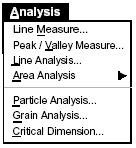 Analysis
Line Measure...
Peak / Valley Measure...
Line Analysis...
Area Analysis
Particle Analysis...
Grain Analysis...
Critical Dimension...